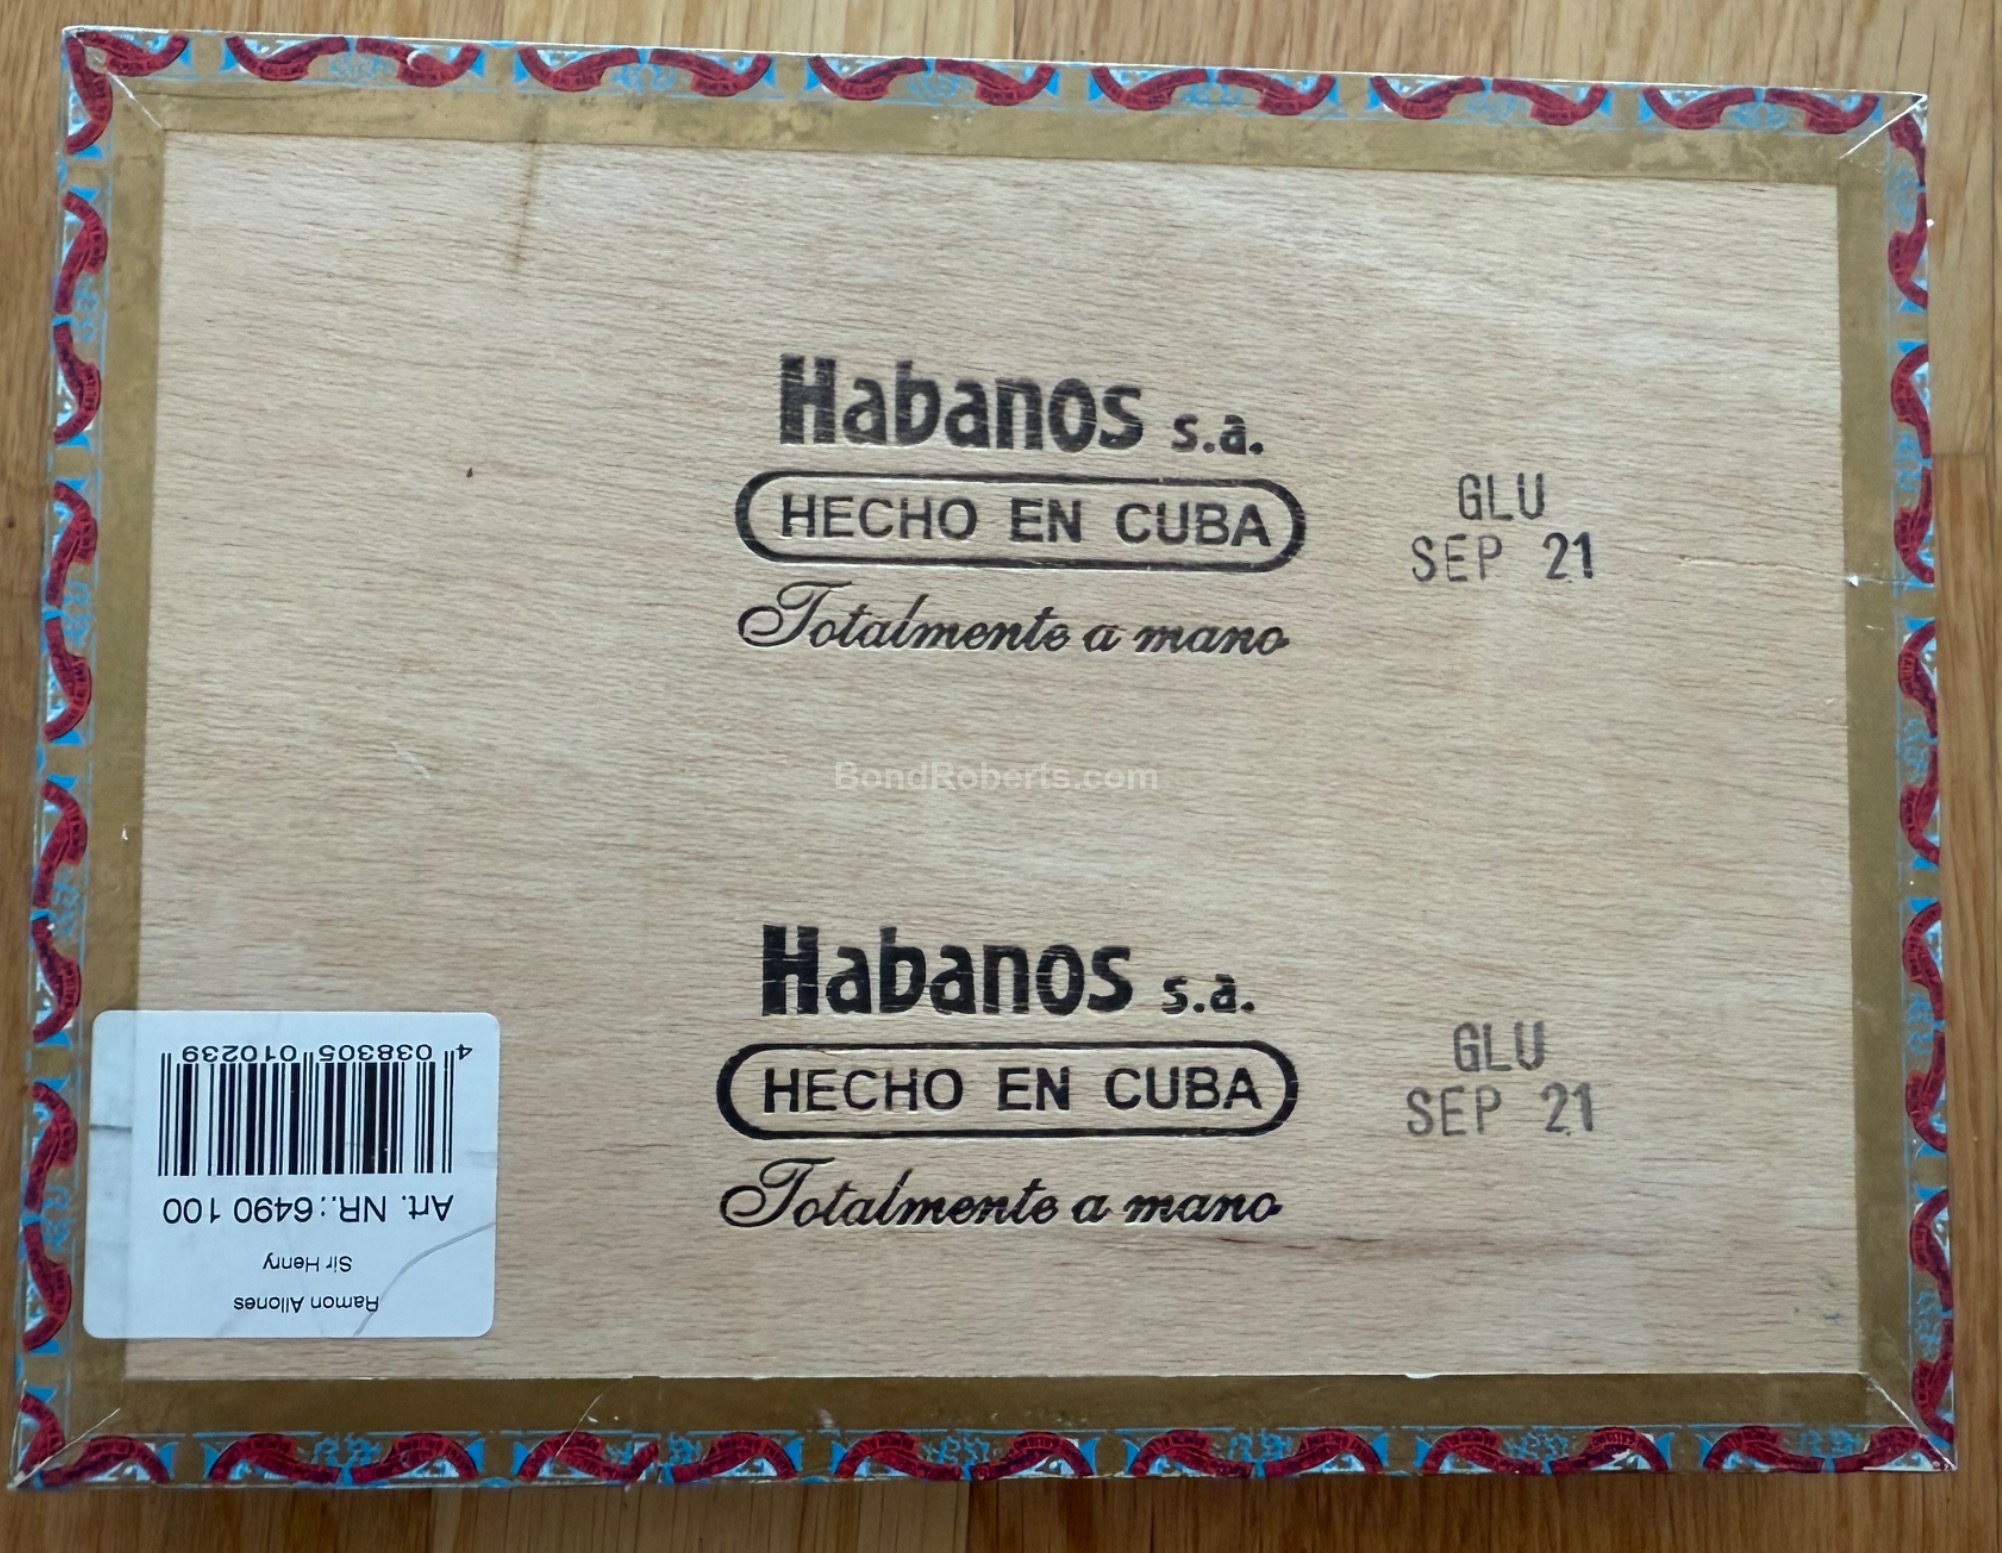 Habanos s.a.
HECHO EN CUBA
Totalmente a mano
GLU
SEP 21
BondRoberts.com
Habanos s.a.
HECHO EN CUBA
Totalmente a mano
GLU
SEP 21
Ramon Allones
Sir Henry
Art. NR.:6490 100
4 038305 010239